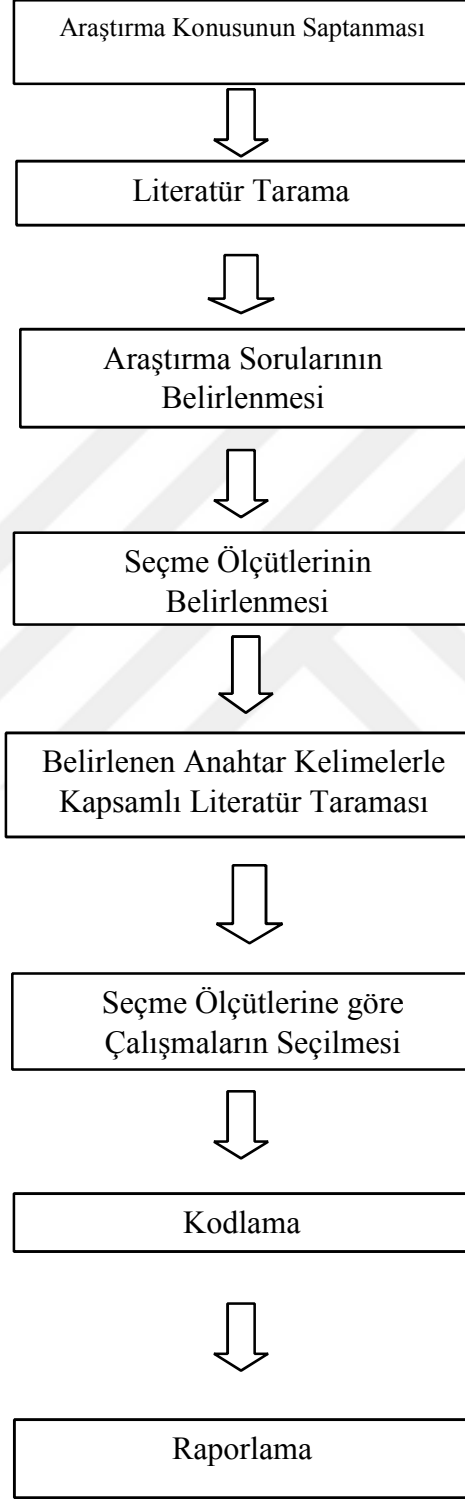 Araştırma Konusunun Saptanması
Literatür Tarama
Araştırma Sorularının
Belirlenmesi
Seçme Ölçütlerinin
Belirlenmesi
Belirlenen Anahtar Kelimelerle
Kapsamlı Literatür Taraması
Seçme Ölçütlerine göre
Çalışmaların Seçilmesi
Kodlama
Raporlama